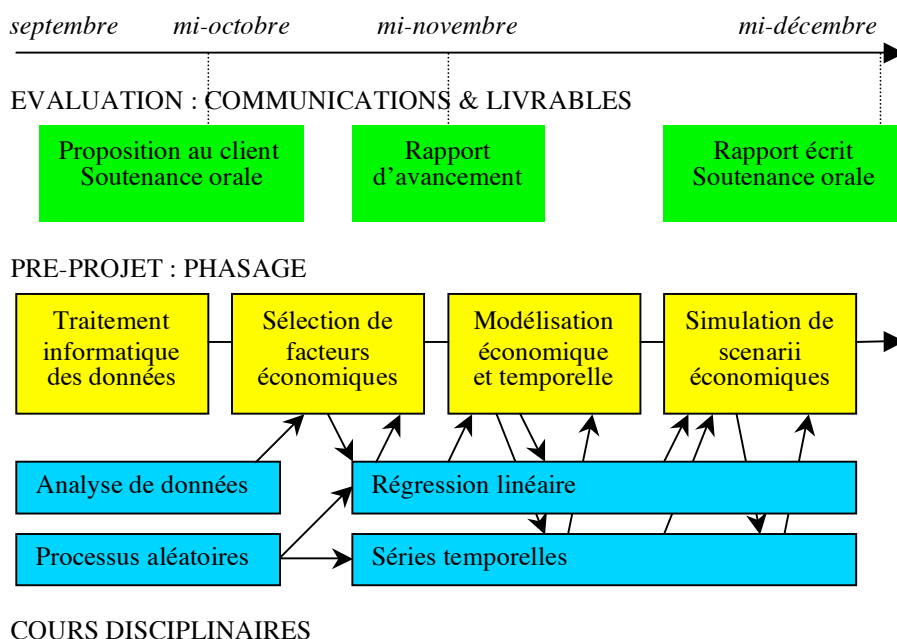 septembre mi-octobre mi-novembre mi-décembre
EVALUATION : COMMUNICATIONS & LIVRABLES
Proposition au client
Soutenance orale
Rapport
d'avancement
Rapport écrit
Soutenance orale
PRE-PROJET : PHASAGE
Traitement
informatique
des données
Sélection de
facteurs
économiques
Modélisation
économique
et temporelle
Simulation de
scenarii
économiques
Analyse de données
Régression linéaire
Processus aléatoires
Séries temporelles
COURS DISCIPLINAIRES